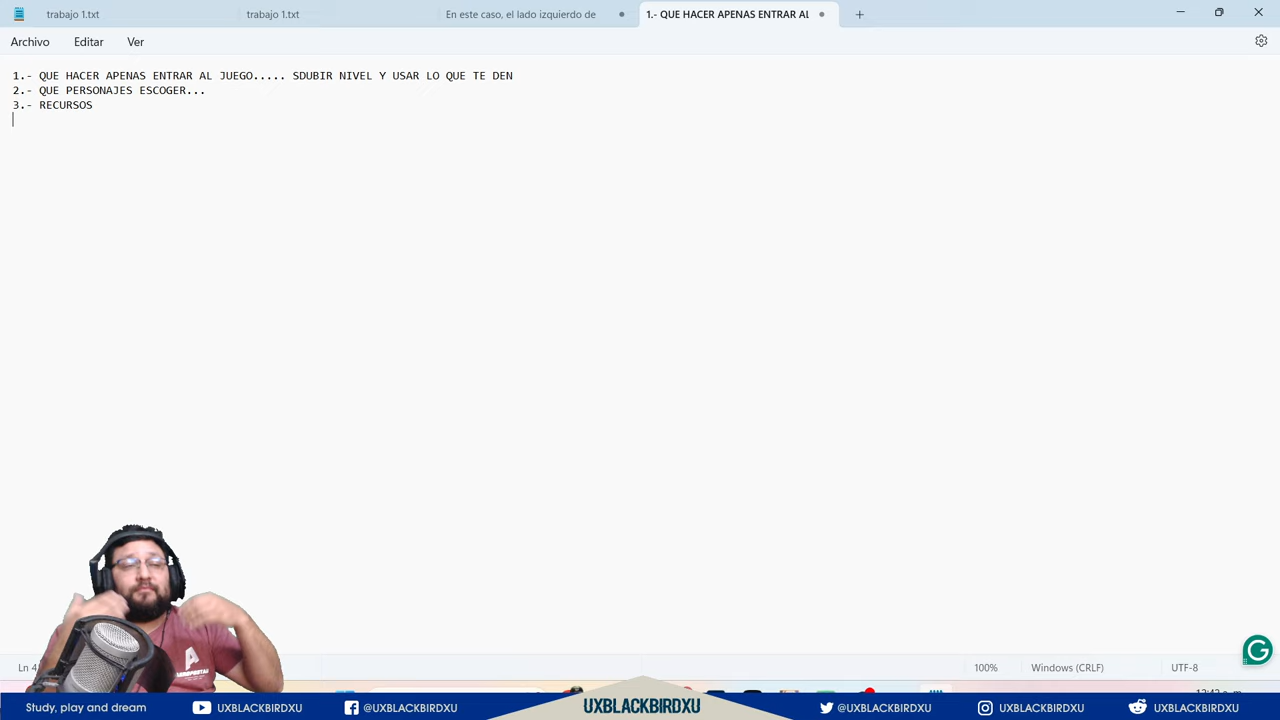 trabajo 1.txt
trabajo 1.txt
En este caso, el lado izquierdo de
1.- QUE HACER APENAS ENTRAR AL
Archivo
Editar
Ver
1.- QUE HACER APENAS ENTRAR AL JUEGO..... SDUBIR NIVEL Y USAR LO QUE TE DEN
2.- QUE PERSONAJES ESCOGER...
3.- RECURSOS
Ln 4
100%
Windows (CRLF)
UTF-8
Study, play and dream
UXBLACKBIRDXU
@UXBLACKBIRDXU
UXBLACKBIRDXU
@UXBLACKBIRDXU
UXBLACKBIRDXU
UXBLACKBIRDXU